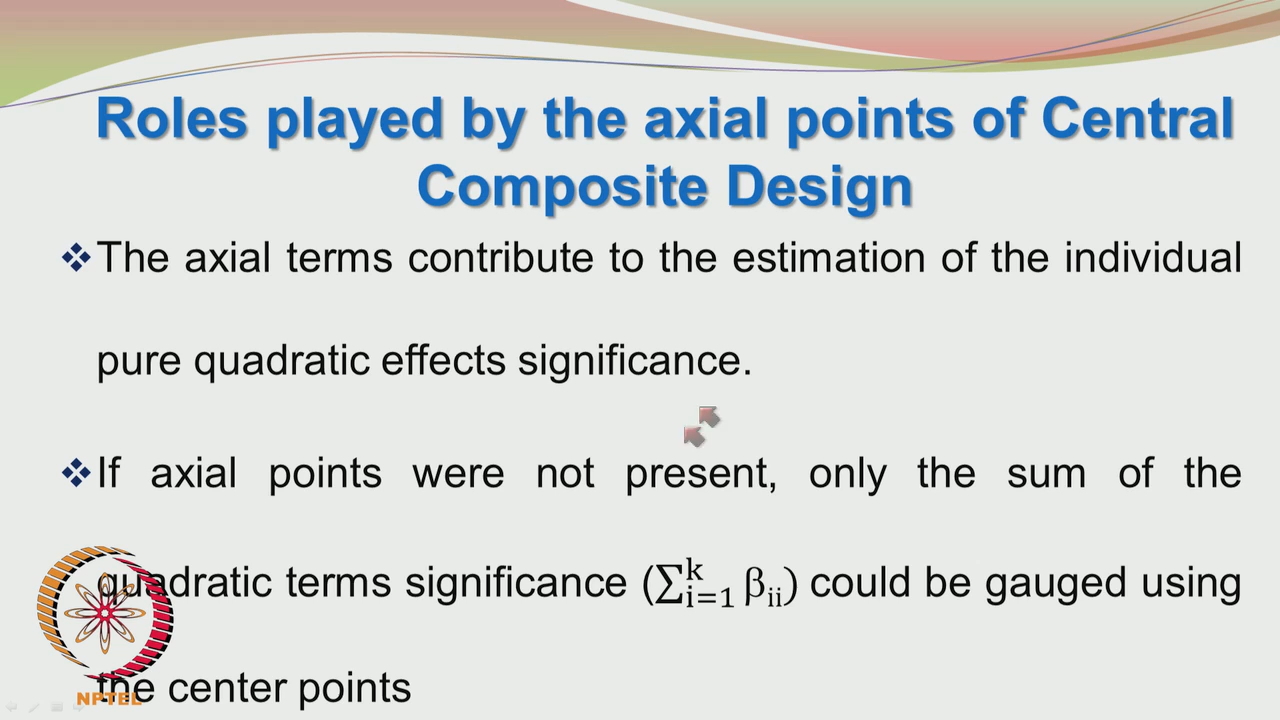 Roles played by the axial points of Central
Composite Design
❖The axial terms contribute to the estimation of the individual
pure quadratic effects significance.
❖If axial points were not present, only the sum of the
quadratic terms significance (∑ᵏᵢ₌₁ βᵢᵢ) could be gauged using
the center points
NPTEL